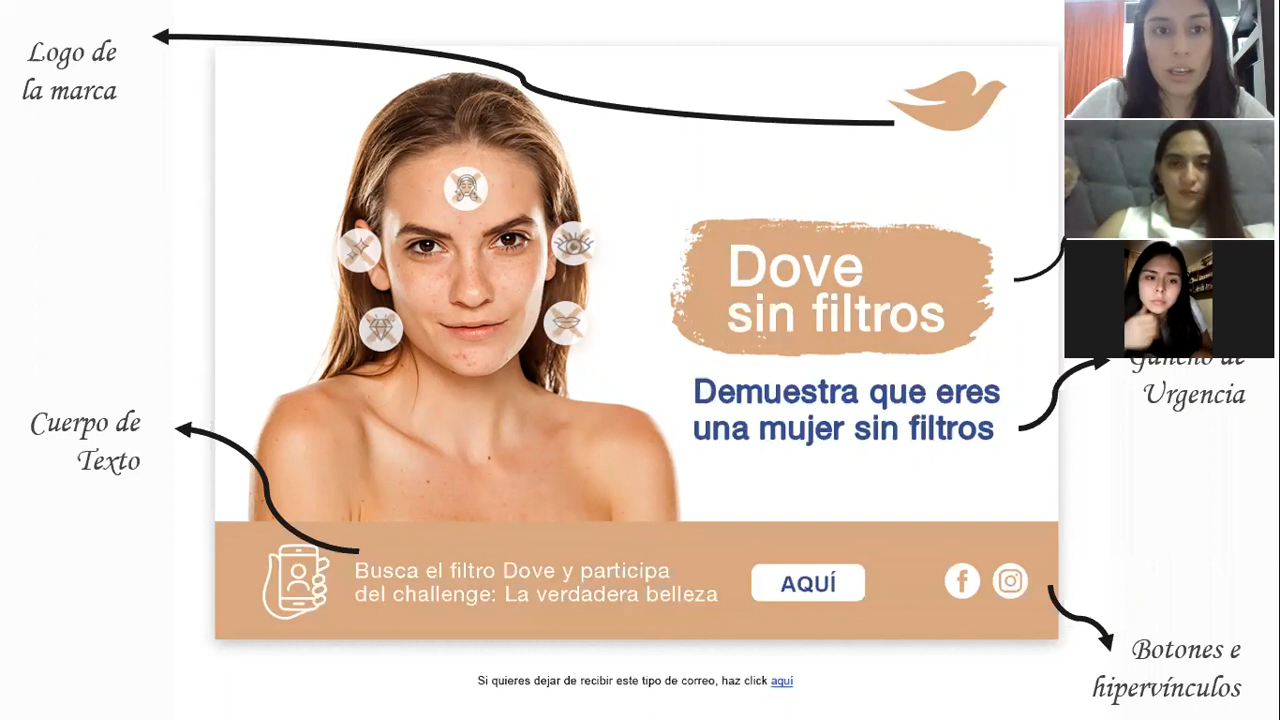 Logo de
la marca
Dove
sin filtros
Demuestra que eres
una mujer sin filtros
Gancho de
Urgencia
Cuerpo de
Texto
Busca el filtro Dove y participa
del challenge: La verdadera belleza
AQUÍ
Botones e
hipervínculos
Si quieres dejar de recibir este tipo de correo, haz click aquí